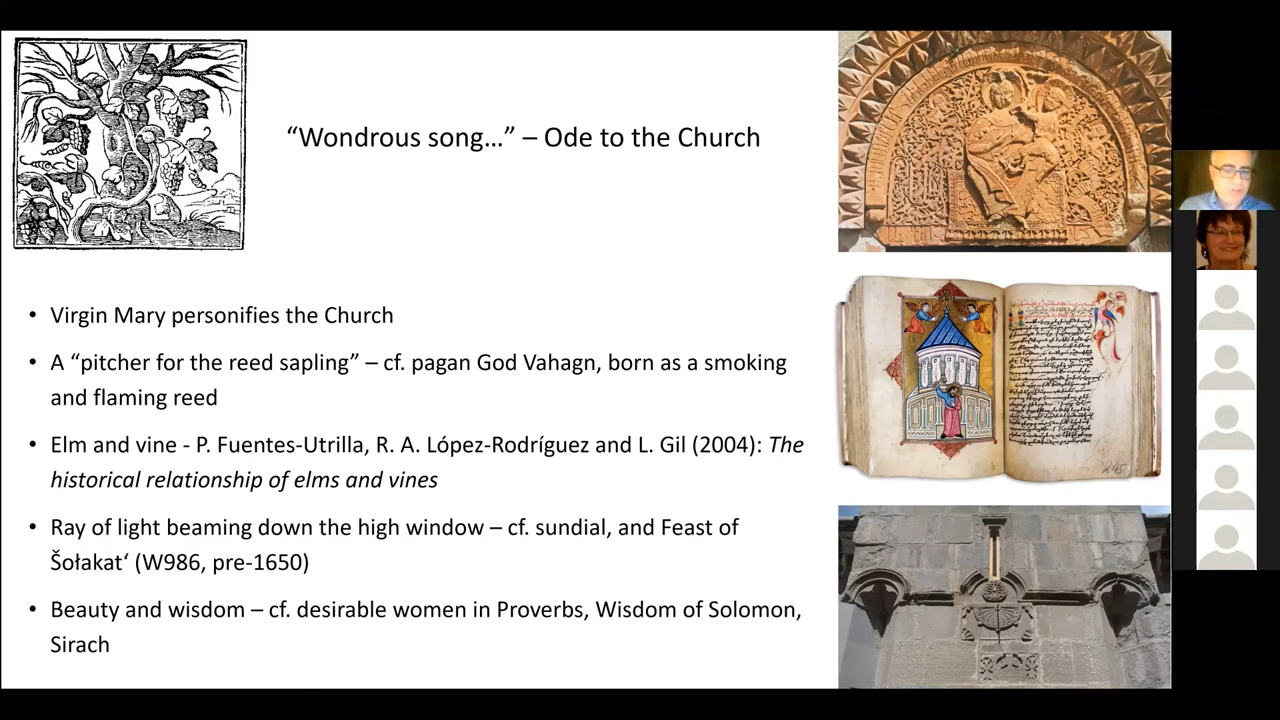 “Wondrous song…” – Ode to the Church
• Virgin Mary personifies the Church
• A “pitcher for the reed sapling” – cf. pagan God Vahagn, born as a smoking
and flaming reed
• Elm and vine - P. Fuentes-Utrilla, R. A. López-Rodríguez and L. Gil (2004): The
historical relationship of elms and vines
• Ray of light beaming down the high window – cf. sundial, and Feast of
Šołakat‘ (W986, pre-1650)
• Beauty and wisdom – cf. desirable women in Proverbs, Wisdom of Solomon,
Sirach
245